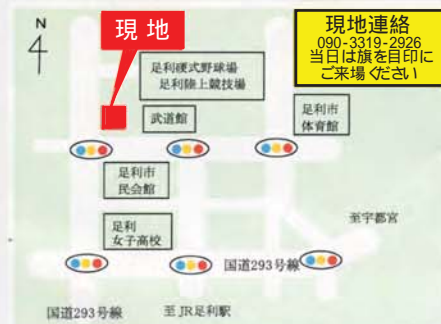 N
現地
現地連絡
090-3319-2926
当日は旗を目印に
ご来場ください
足利硬式野球場
足利陸上競技場
武道館
足利市
体育館
足利市
民会館
至宇都宮
足利
女子高校
国道293号線
国道293号線
至JR足利駅